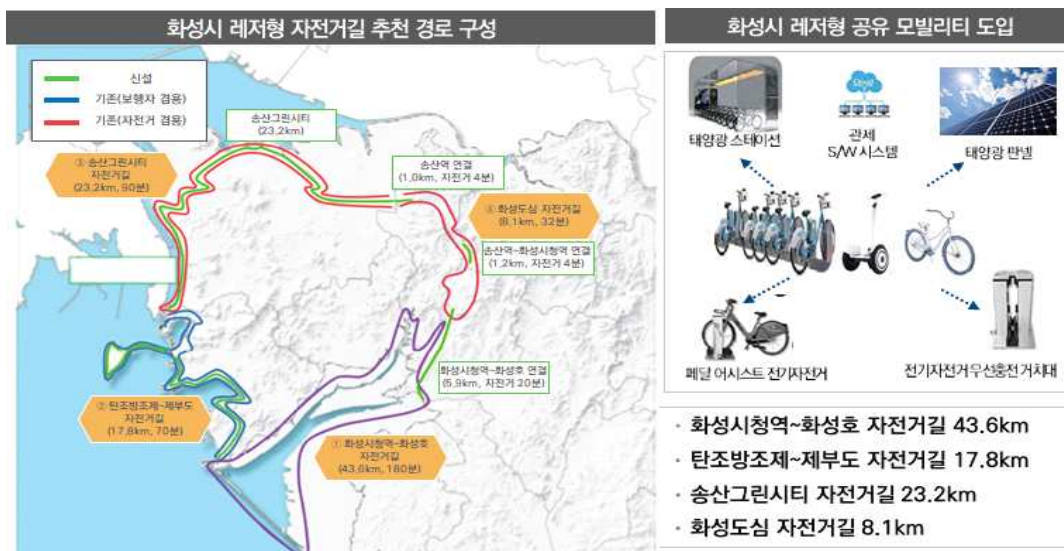 화성시 레저형 자전거길 추천 경로 구성
신설
기존(보행자 겸용)
기존(자전거 겸용)
송산그린시티
(23.2km)
③ 송산그린시티
자전거길
(23.2km, 90분)
송산역 연결
(1.0km, 자전거 4분)
④ 화성도심 자전거길
(8.1km, 32분)
송산역~화성시청역 연결
(1.2km, 자전거 4분)
화성시청역~화성호 연결
(5.9km, 자전거 20분)
② 탄조방조제~제부도
자전거길
(17.8km, 70분)
① 화성시청역~화성호
자전거길
(43.6km, 180분)
화성시 레저형 공유 모빌리티 도입
태양광 스테이션
관제
S/W 시스템
태양광 판넬
페달 어시스트 전기자전거
전기자전거 무선충전 거치대
· 화성시청역~화성호 자전거길 43.6km
· 탄조방조제~제부도 자전거길 17.8km
· 송산그린시티 자전거길 23.2km
· 화성도심 자전거길 8.1km